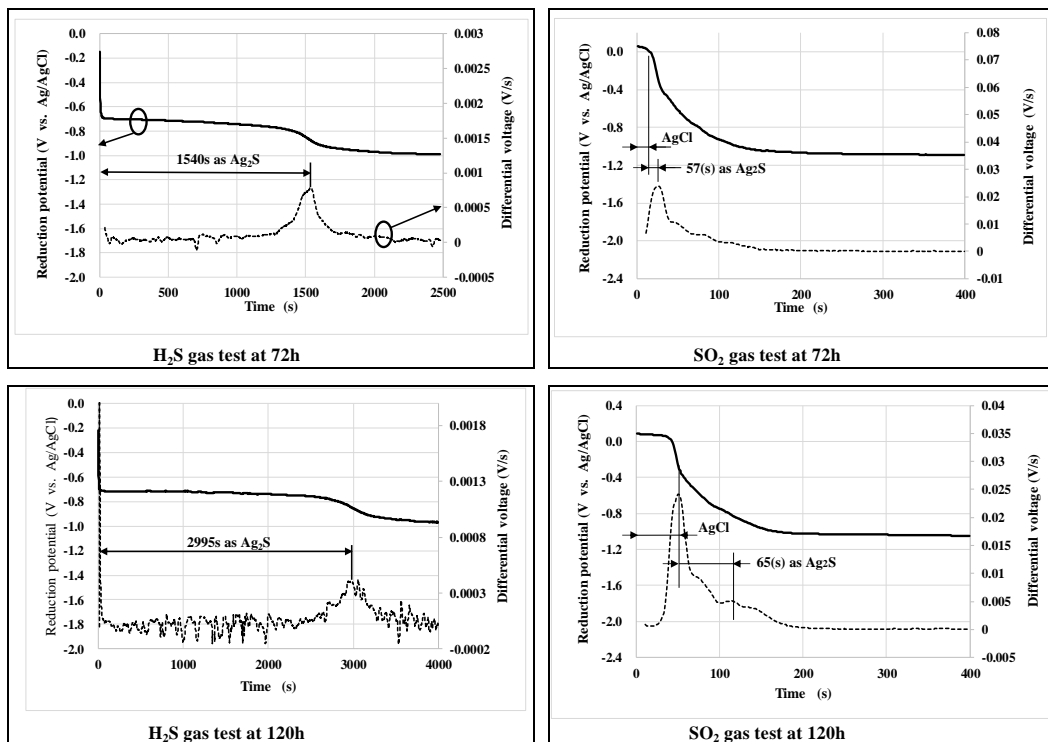 0.0
-0.2
-0.4
-0.6
-0.8
-1.0
-1.2
-1.4
-1.6
-1.8
-2.0
Reduction potential (V vs. Ag/AgCl)
0.003
0.0025
0.002
0.0015
0.001
0.0005
0
-0.0005
Differential voltage (V/s)
1540s as Ag₂S
0 500 1000 1500 2000 2500
Time (s)
H₂S gas test at 72h
0.0
-0.4
-0.8
-1.2
-1.6
-2.0
-2.4
Reduction potential (V vs. Ag/AgCl)
0.08
0.07
0.06
0.05
0.04
0.03
0.02
0.01
0
-0.01
Differential voltage (V/s)
AgCl
57(s) as Ag2S
0 100 200 300 400
Time (s)
SO₂ gas test at 72h
0.0
-0.2
-0.4
-0.6
-0.8
-1.0
-1.2
-1.4
-1.6
-1.8
-2.0
Reduction potential (V vs. Ag/AgCl)
0.0018
0.0013
0.0008
0.0003
-0.0002
Differential voltage (V/s)
2995s as Ag₂S
0 1000 2000 3000 4000
Time (s)
H₂S gas test at 120h
0.4
0.0
-0.4
-0.8
-1.2
-1.6
-2.0
-2.4
Reduction potential (V vs. Ag/AgCl)
0.04
0.035
0.03
0.025
0.02
0.015
0.01
0.005
0
-0.005
Differential voltage (V/s)
AgCl
65(s) as Ag2S
0 100 200 300 400
Time (s)
SO₂ gas test at 120h